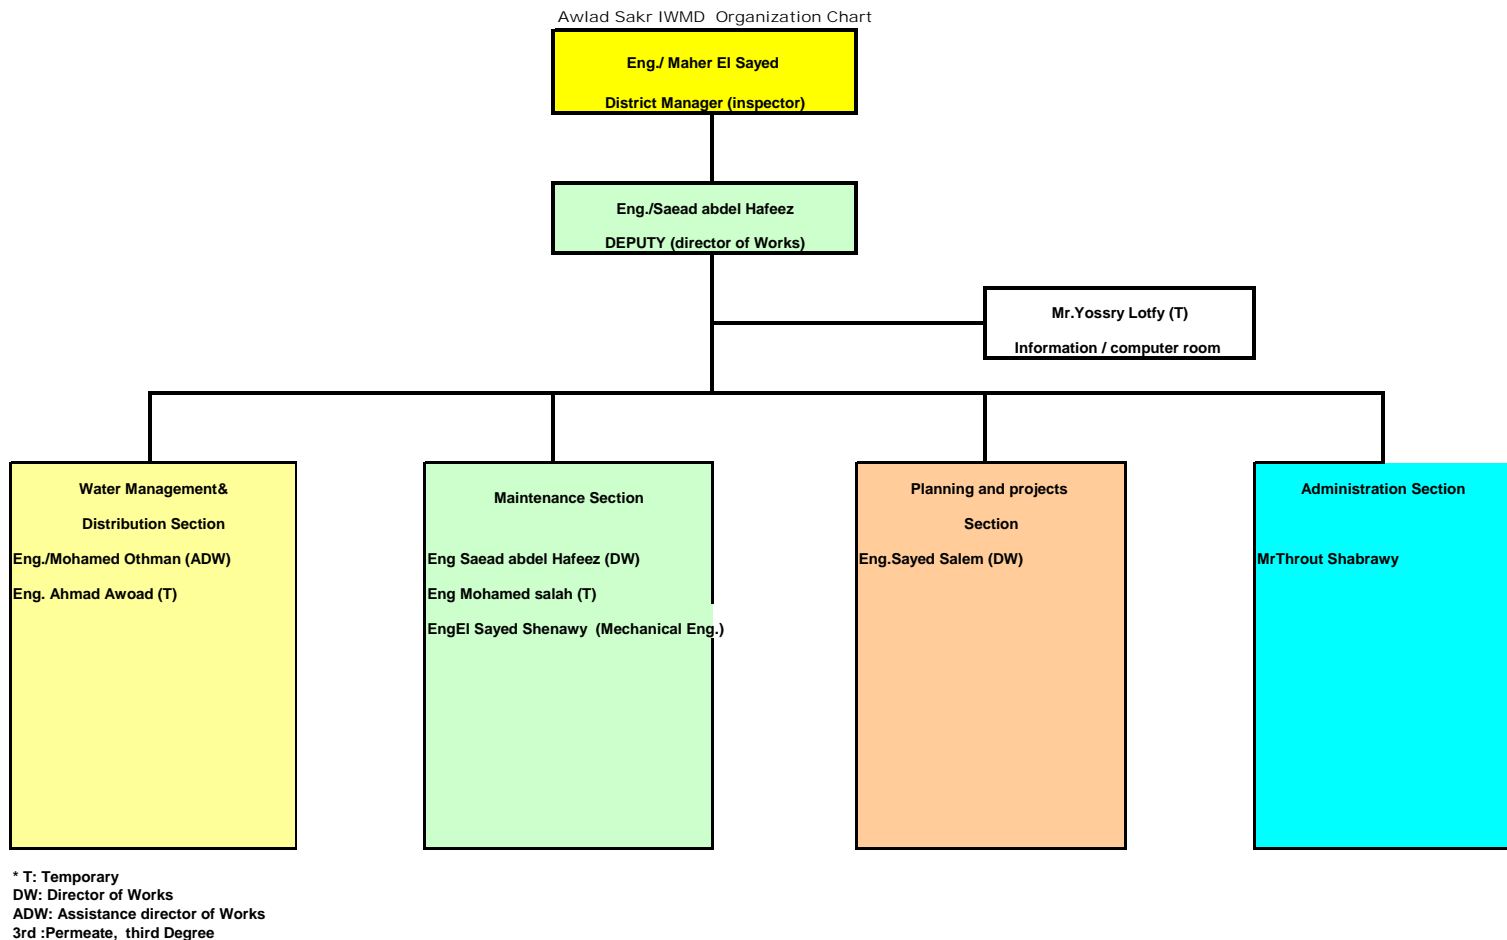 Awlad Sakr IWMD  Organization Chart
Eng./ Maher El Sayed
District Manager (inspector)
Eng./Saead abdel Hafeez
DEPUTY (director of Works)
Mr.Yossry Lotfy (T)
Information / computer room
Water Management&
Distribution Section
Eng./Mohamed Othman (ADW)
Eng. Ahmad Awoad (T)
Maintenance Section
Eng Saead abdel Hafeez (DW)
Eng Mohamed salah (T)
EngEl Sayed Shenawy  (Mechanical Eng.)
Planning and projects
Section
Eng.Sayed Salem (DW)
Administration Section
MrThrout Shabrawy
* T: Temporary
DW: Director of Works
ADW: Assistance director of Works
3rd :Permeate,  third Degree